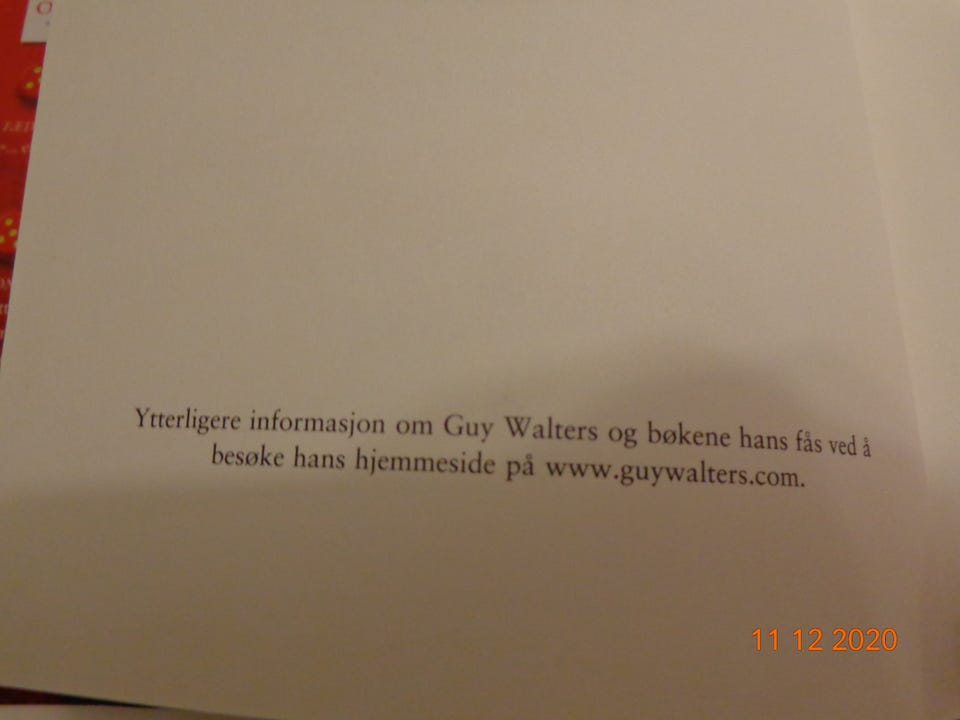 Ytterligere informasjon om Guy Walters og bøkene hans fås ved å
besøke hans hjemmeside på www.guywalters.com.
11 12 2020